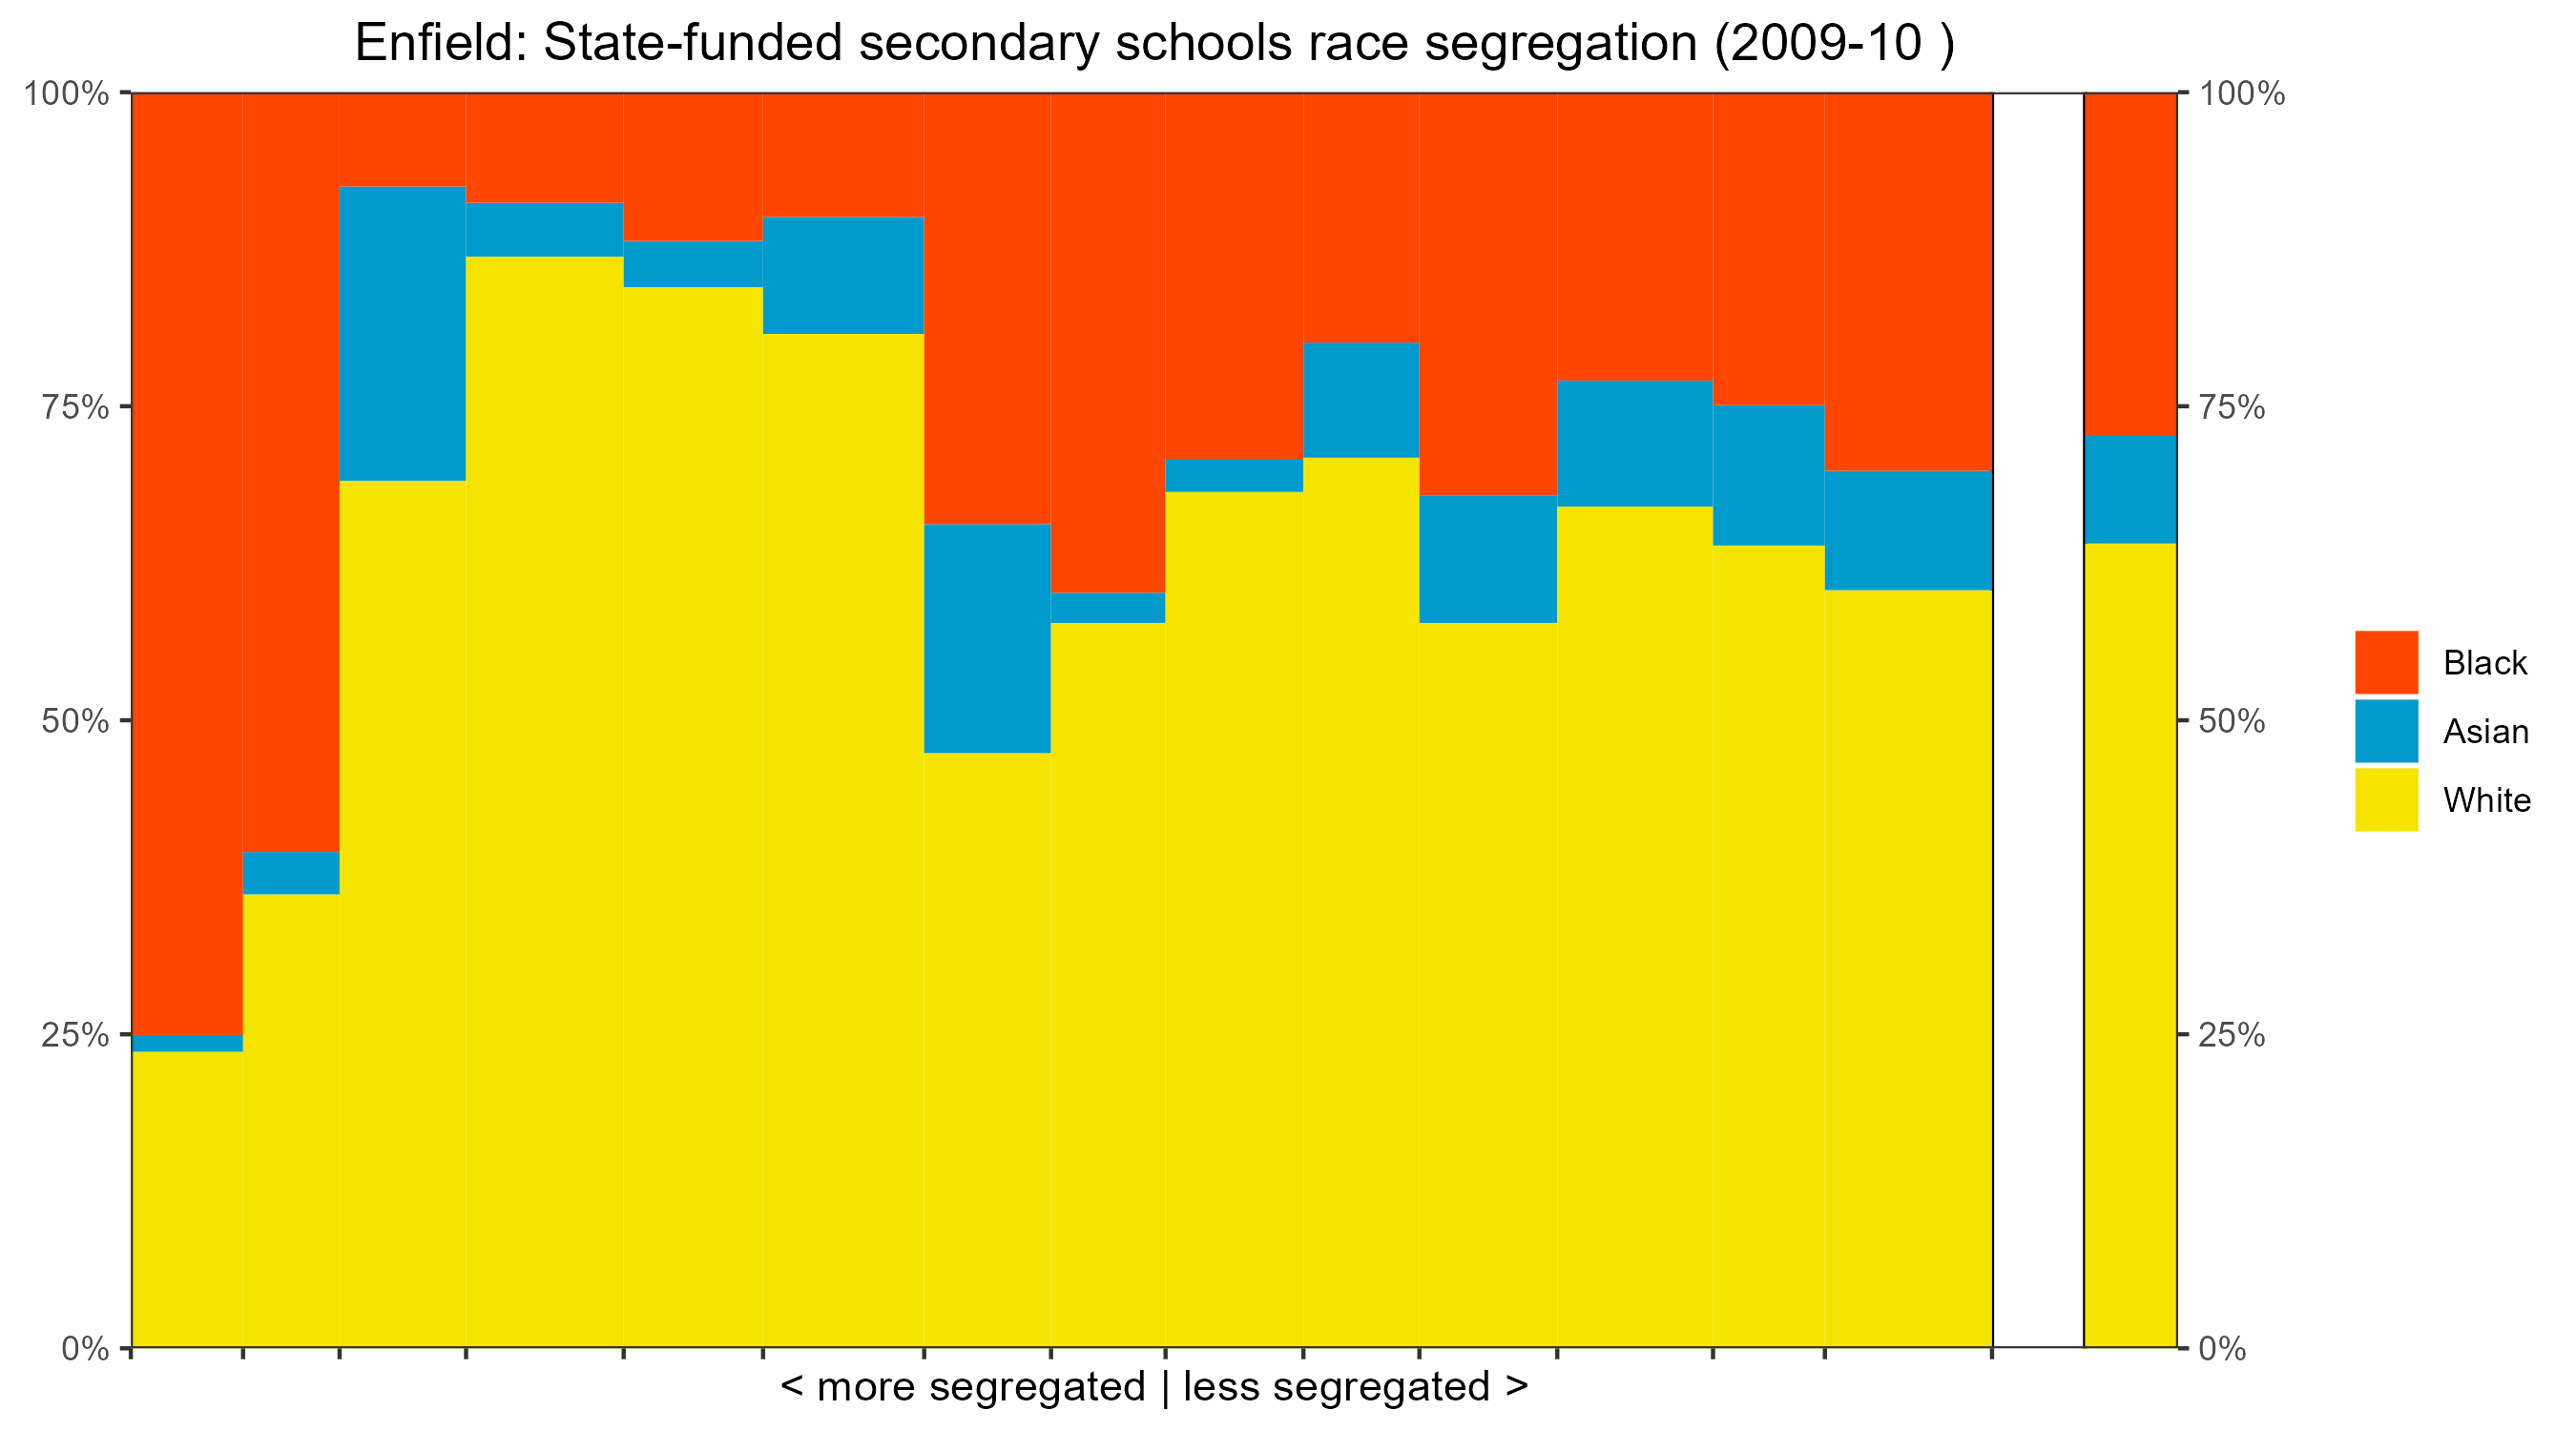 Enfield: State-funded secondary schools race segregation (2009-10 )
100%
75%
50%
25%
0%
100%
75%
50%
25%
0%
Black
Asian
White
< more segregated | less segregated >